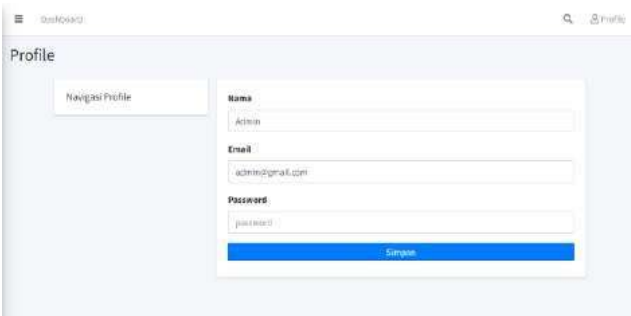 Dashboard
Profile
Profile
Navigasi Profile
Nama
Admin
Email
admin@gmail.com
Password
password
Simpan